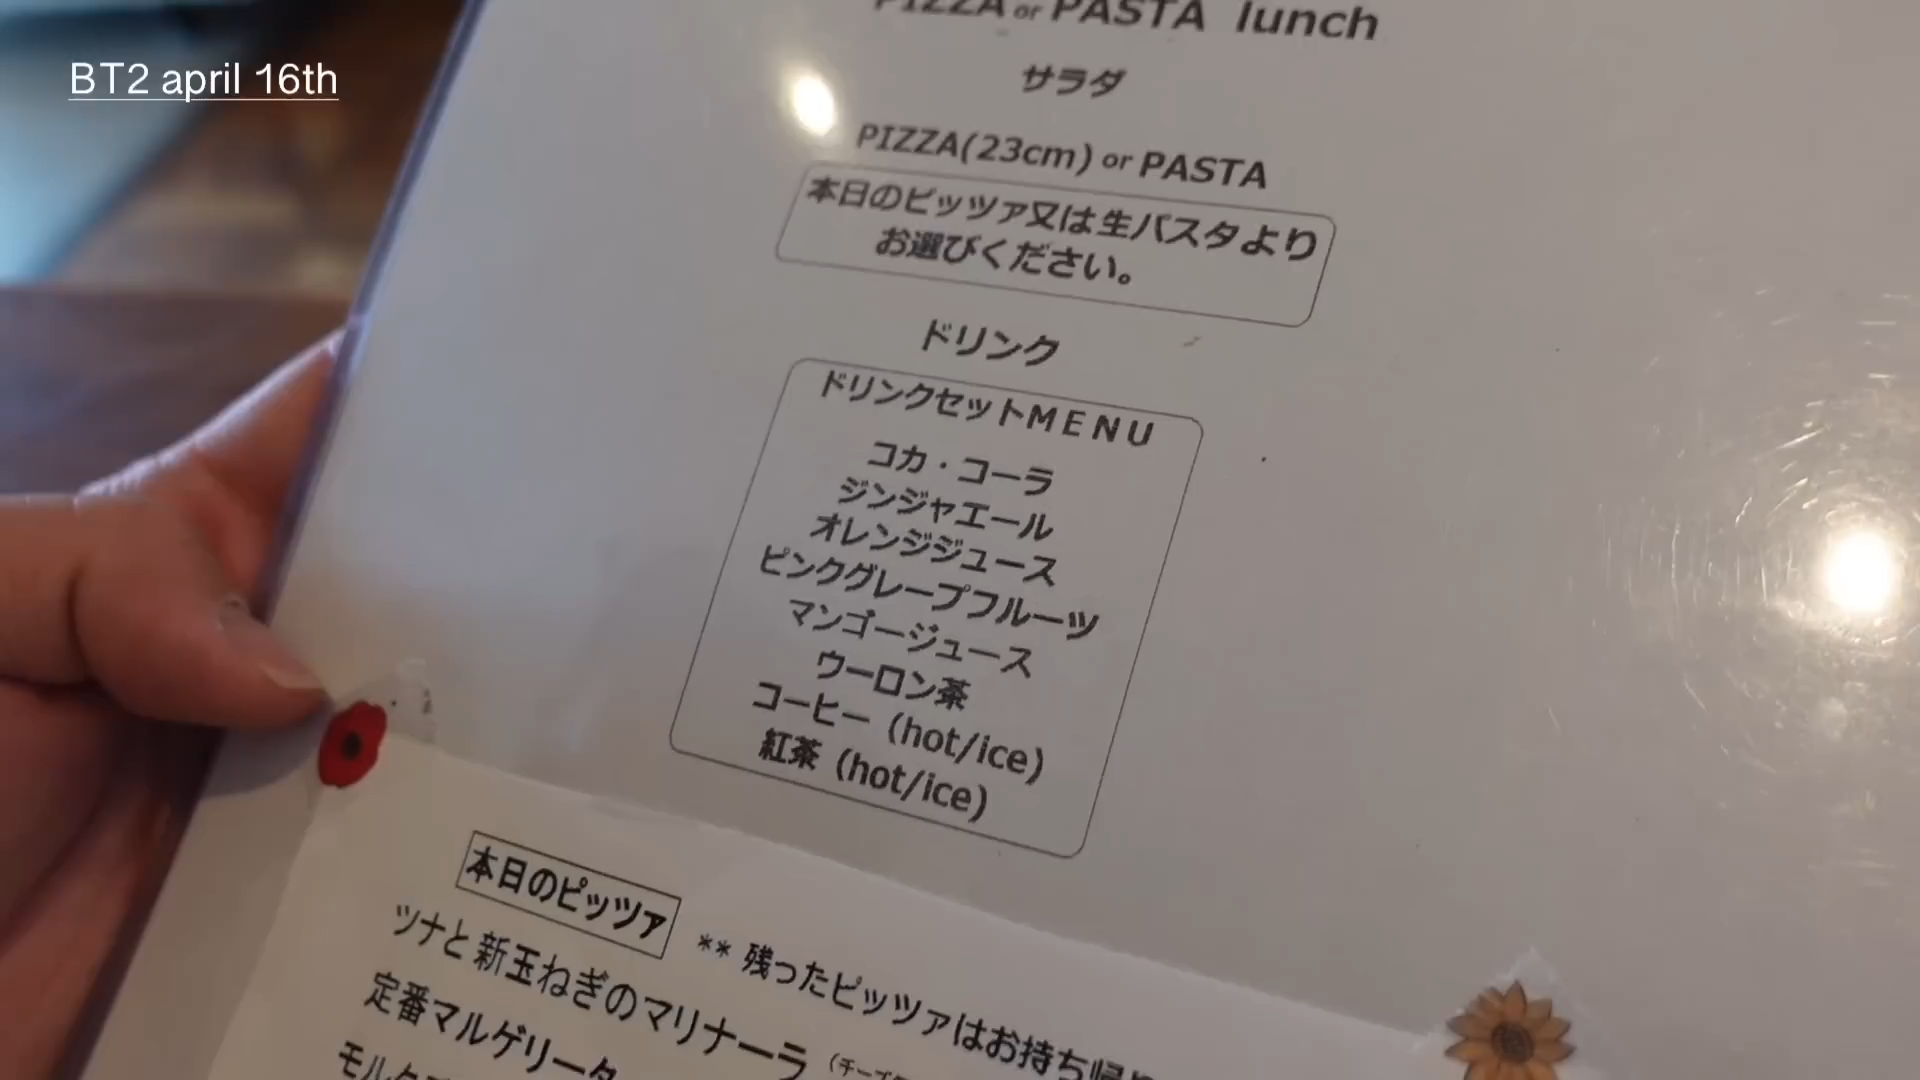 BT2 april 16th
PIZZA or PASTA lunch
サラダ
PIZZA(23cm) or PASTA
本日のピッツァ又は生パスタより
お選びください。
ドリンク
ドリンクセットMENU
コカ・コーラ
ジンジャエール
オレンジジュース
ピンクグレープフルーツ
マンゴージュース
ウーロン茶
コーヒー (hot/ice)
紅茶 (hot/ice)
本日のピッツァ
** 残ったピッツァはお持ち帰り
ツナと新玉ねぎのマリナーラ (チーズ
定番マルゲリータ